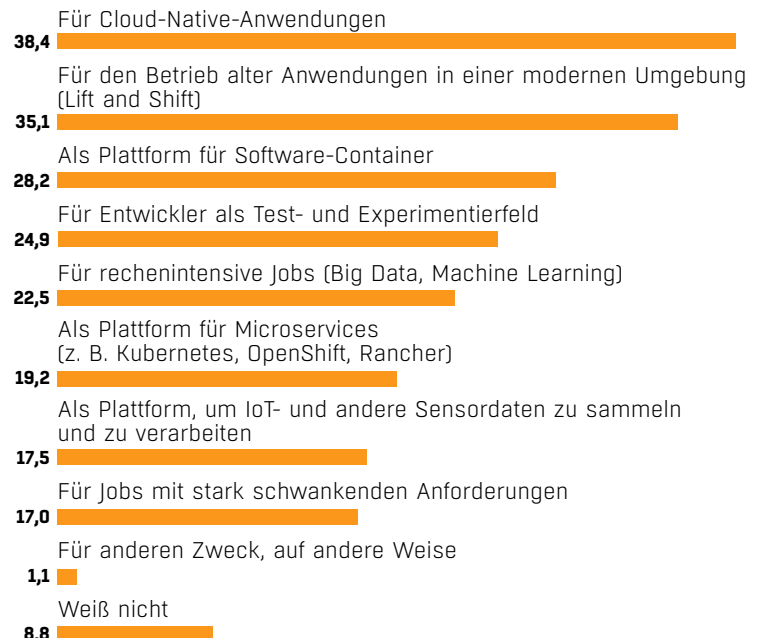 Für Cloud-Native-Anwendungen
38,4
Für den Betrieb alter Anwendungen in einer modernen Umgebung
(Lift and Shift)
35,1
Als Plattform für Software-Container
28,2
Für Entwickler als Test- und Experimentierfeld
24,9
Für rechenintensive Jobs (Big Data, Machine Learning)
22,5
Als Plattform für Microservices
(z. B. Kubernetes, OpenShift, Rancher)
19,2
Als Plattform, um IoT- und andere Sensordaten zu sammeln
und zu verarbeiten
17,5
Für Jobs mit stark schwankenden Anforderungen
17,0
Für anderen Zweck, auf andere Weise
1,1
Weiß nicht
8,8